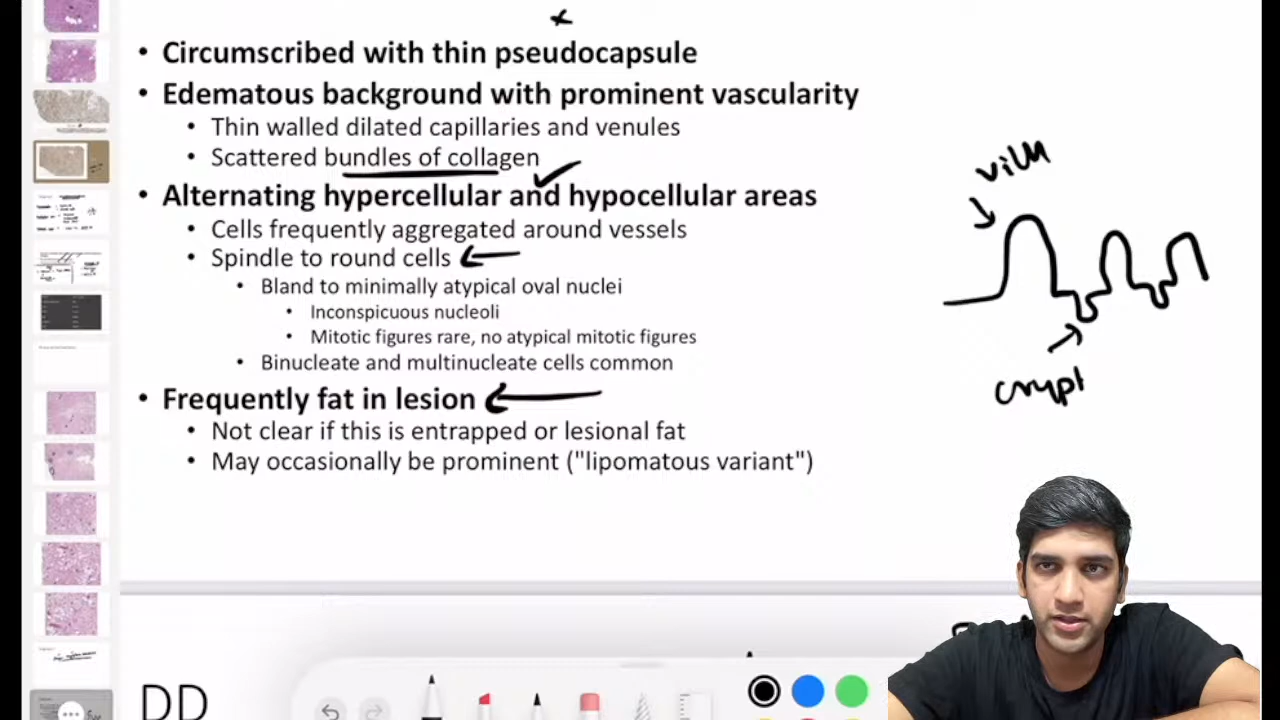 • Circumscribed with thin pseudocapsule
• Edematous background with prominent vascularity
• Thin walled dilated capillaries and venules
• Scattered bundles of collagen
• Alternating hypercellular and hypocellular areas
• Cells frequently aggregated around vessels
• Spindle to round cells
• Bland to minimally atypical oval nuclei
• Inconspicuous nucleoli
• Mitotic figures rare, no atypical mitotic figures
• Binucleate and multinucleate cells common
• Frequently fat in lesion
• Not clear if this is entrapped or lesional fat
• May occasionally be prominent ("lipomatous variant")
villi
crypt
DD